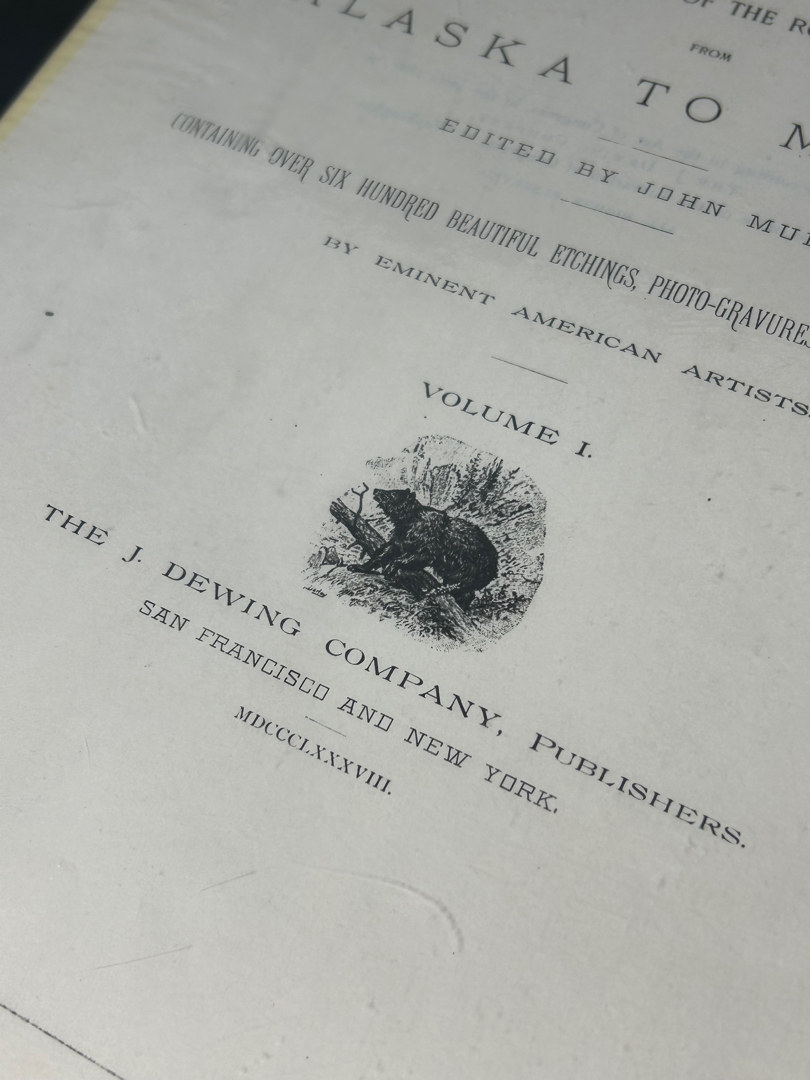 OF THE
FROM
ALASKA TO
EDITED BY JOHN
CONTAINING OVER SIX HUNDRED BEAUTIFUL ETCHINGS, PHOTO-GRAVURES
BY EMINENT AMERICAN ARTISTS.
VOLUME I.
THE J. DEWING COMPANY, PUBLISHERS.
SAN FRANCISCO AND NEW YORK.
MDCCCLXXXVIII.